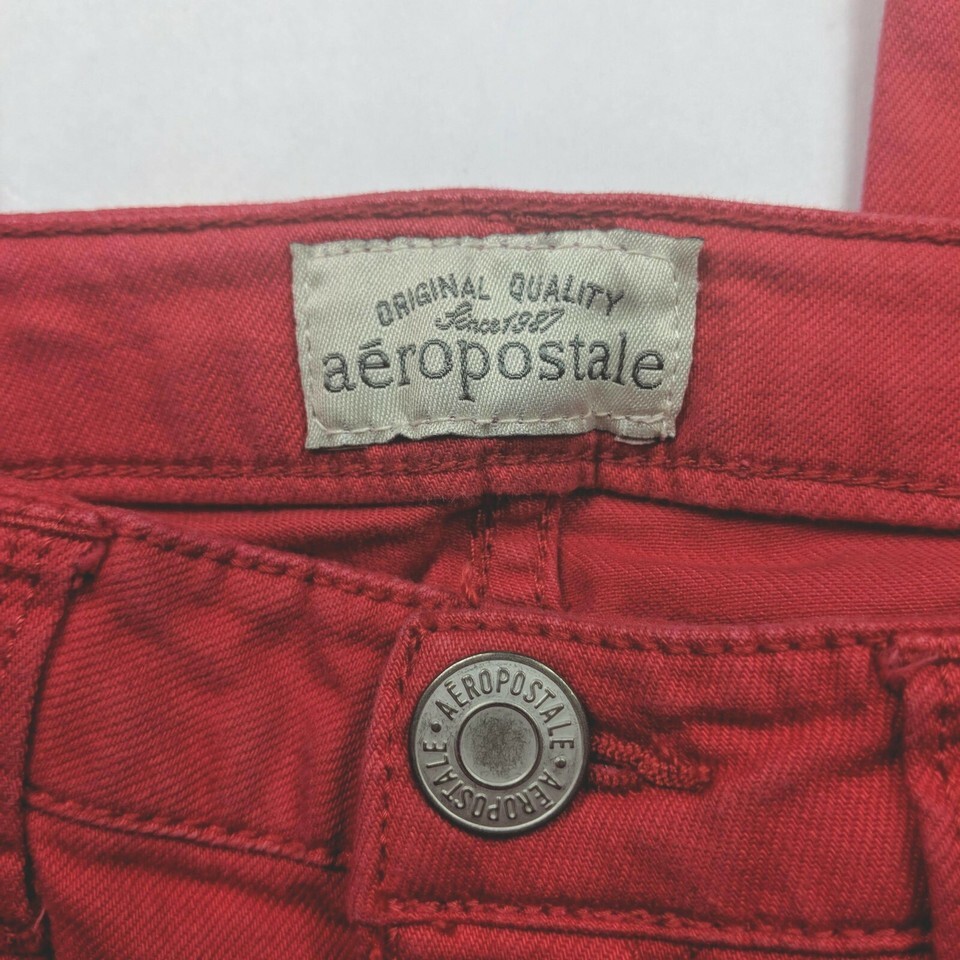 ORIGINAL QUALITY
Since 1987
aéropostale
AÉROPOSTALE • AÉROPOSTALE •